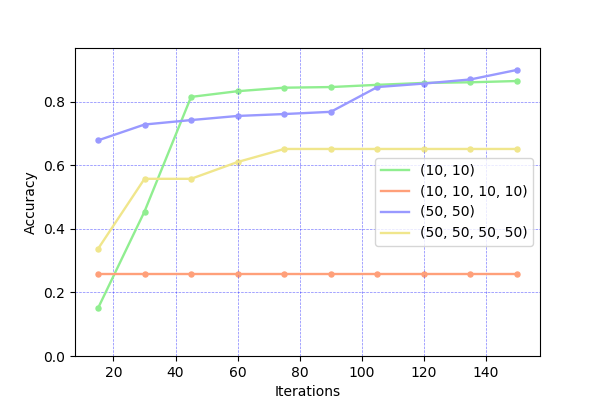 0.8
0.6
0.4
0.2
0.0
Accuracy
(10, 10)
(10, 10, 10, 10)
(50, 50)
(50, 50, 50, 50)
20 40 60 80 100 120 140
Iterations